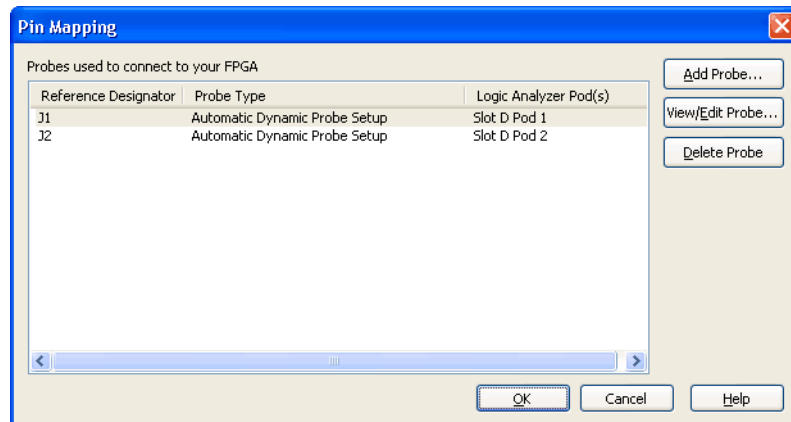 Pin Mapping
Probes used to connect to your FPGA
Reference Designator Probe Type Logic Analyzer Pod(s)
J1 Automatic Dynamic Probe Setup Slot D Pod 1
J2 Automatic Dynamic Probe Setup Slot D Pod 2
Add Probe...
View/Edit Probe...
Delete Probe
OK Cancel Help